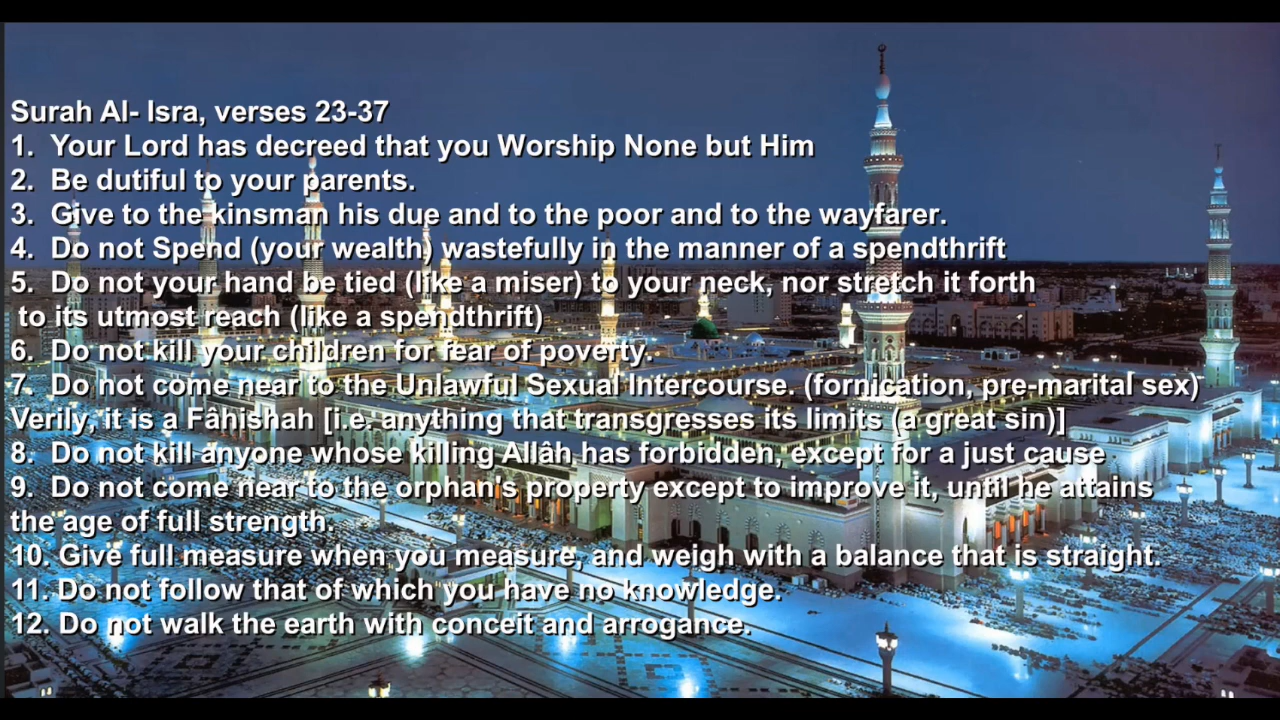 Surah Al- Isra, verses 23-37
1. Your Lord has decreed that you Worship None but Him
2. Be dutiful to your parents.
3. Give to the kinsman his due and to the poor and to the wayfarer.
4. Do not Spend (your wealth) wastefully in the manner of a spendthrift
5. Do not your hand be tied (like a miser) to your neck, nor stretch it forth
to its utmost reach (like a spendthrift)
6. Do not kill your children for fear of poverty.
7. Do not come near to the Unlawful Sexual Intercourse. (fornication, pre-marital sex)
Verily, it is a Fâhishah [i.e. anything that transgresses its limits (a great sin)]
8. Do not kill anyone whose killing Allâh has forbidden, except for a just cause
9. Do not come near to the orphan's property except to improve it, until he attains
the age of full strength.
10. Give full measure when you measure, and weigh with a balance that is straight.
11. Do not follow that of which you have no knowledge.
12. Do not walk the earth with conceit and arrogance.